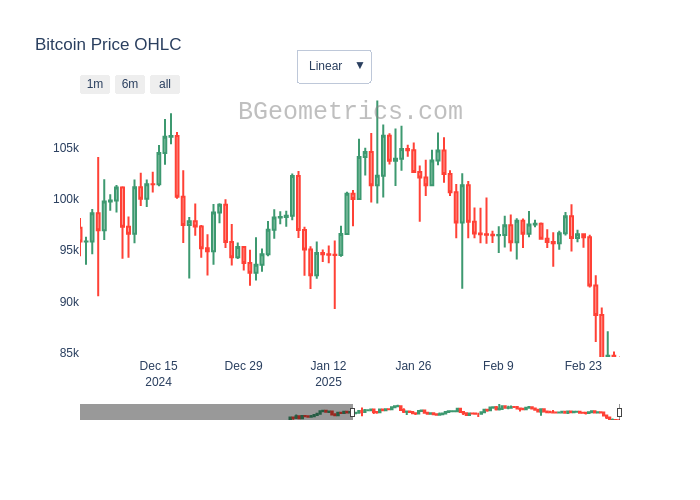 Bitcoin Price OHLC
Linear ▼
1m 6m all
BGeometrics.com
105k
100k
95k
90k
85k
Dec 15 Dec 29 Jan 12 Jan 26 Feb 9 Feb 23
2024 2025